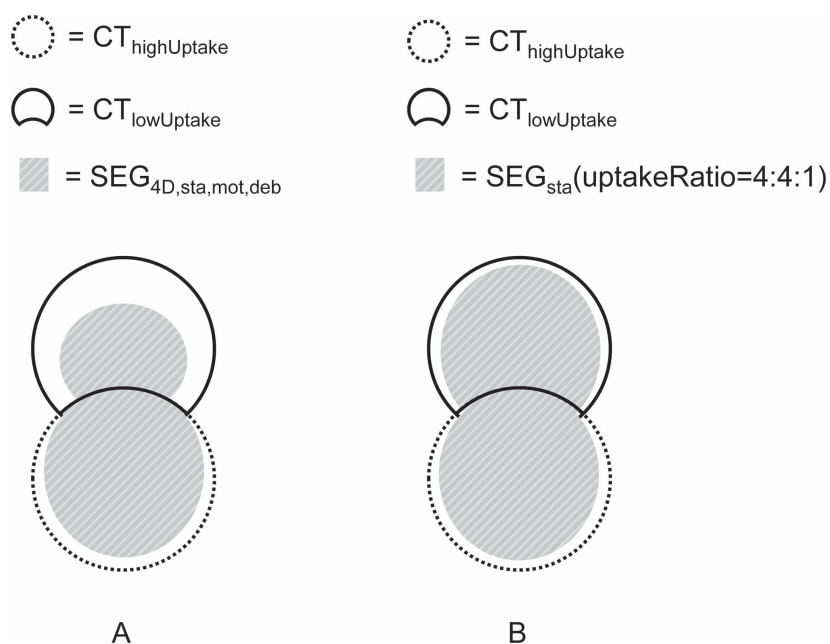 = CT_highUptake
= CT_lowUptake
= SEG_4D,sta,mot,deb
= CT_highUptake
= CT_lowUptake
= SEG_sta(uptakeRatio=4:4:1)
A
B